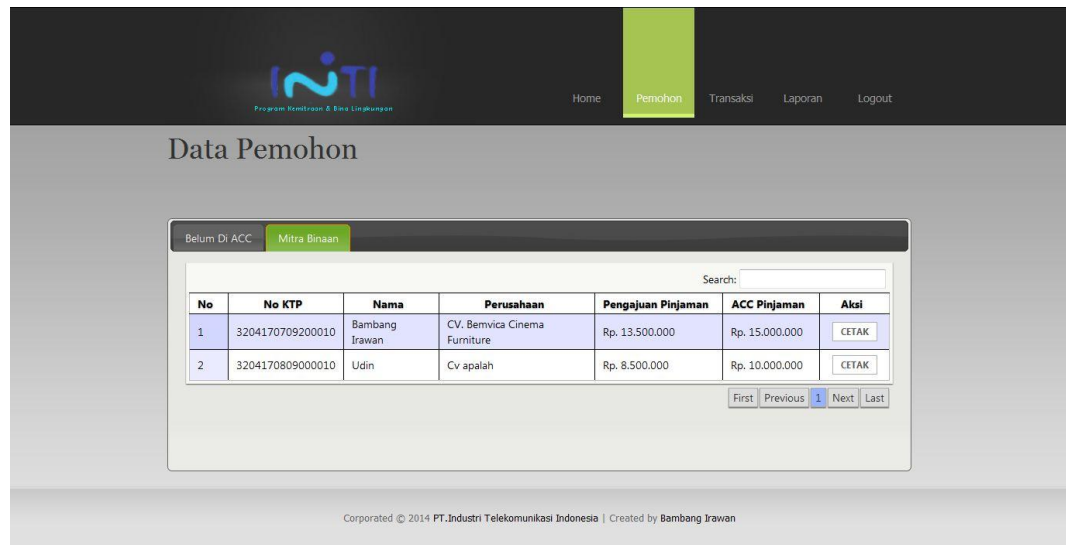 INTI
Program Kemitraan & Bina Lingkungan
Home Pemohon Transaksi Laporan Logout
Data Pemohon
Belum Di ACC Mitra Binaan
Search:
No No KTP Nama Perusahaan Pengajuan Pinjaman ACC Pinjaman Aksi
1 3204170709200010 Bambang Irawan CV. Bemvica Cinema Furniture Rp. 13.500.000 Rp. 15.000.000 CETAK
2 3204170809000010 Udin Cv apalah Rp. 8.500.000 Rp. 10.000.000 CETAK
First Previous 1 Next Last
Corporated © 2014 PT.Industri Telekomunikasi Indonesia | Created by Bambang Irawan